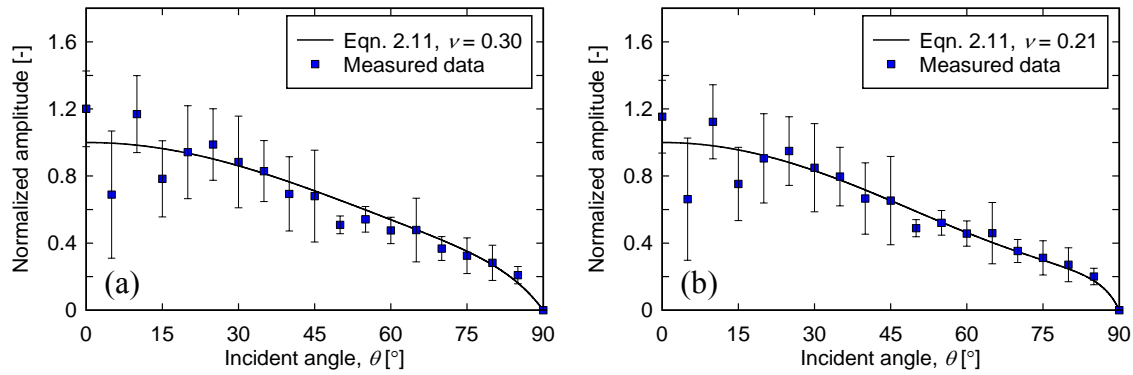 Normalized amplitude [-]
1.6
1.2
0.8
0.4
0
Eqn. 2.11, ν = 0.30
Measured data
(a)
0 15 30 45 60 75 90
Incident angle, θ [°]
Normalized amplitude [-]
1.6
1.2
0.8
0.4
0
Eqn. 2.11, ν = 0.21
Measured data
(b)
0 15 30 45 60 75 90
Incident angle, θ [°]